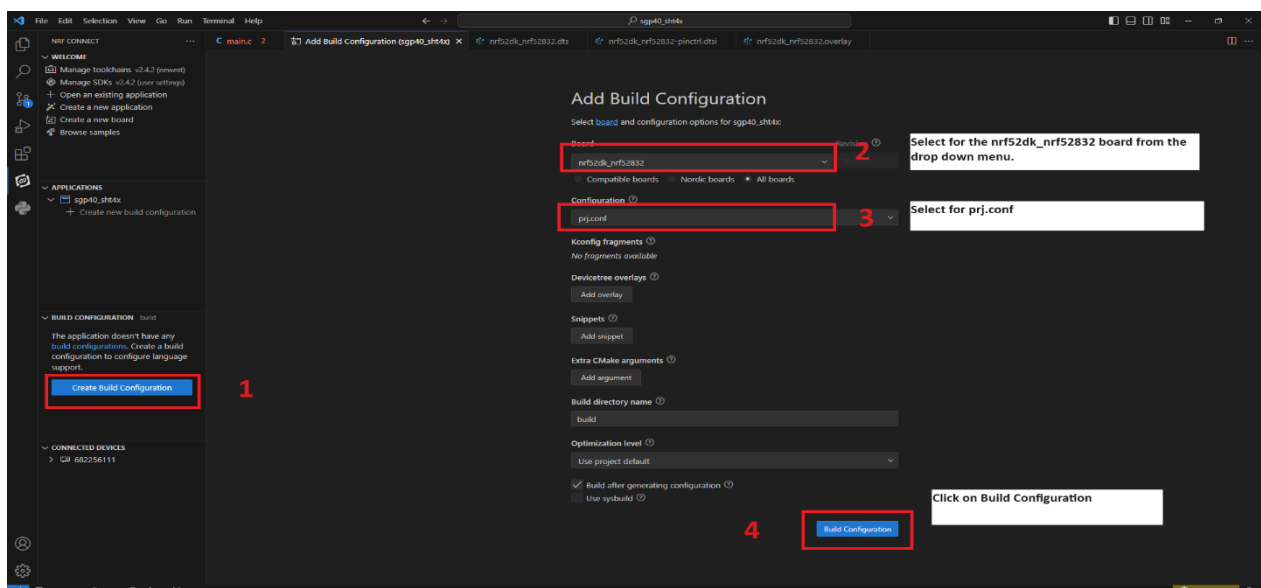 File Edit Selection View Go Run Terminal Help
sgp40_sht4x
NRF CONNECT
main.c 2
Add Build Configuration (sgp40_sht4x)
nrf52dk_nrf52832.dts
nrf52dk_nrf52832-pinctrl.dtsi
nrf52dk_nrf52832.overlay
WELCOME
Manage toolchains v2.4.2 (newest)
Manage SDKs v2.4.2 (user settings)
Open an existing application
Create a new application
Create a new board
Browse samples
APPLICATIONS
sgp40_sht4x
Create new build configuration
BUILD CONFIGURATION build
The application doesn't have any
build configurations. Create a build
configuration to configure language
support.
Create Build Configuration
1
CONNECTED DEVICES
682256111
Add Build Configuration
Select board and configuration options for sgp40_sht4x:
Board
nrf52dk_nrf52832
2
Select for the nrf52dk_nrf52832 board from the
drop down menu.
Compatible boards Nordic boards All boards
Configuration
prj.conf
3
Select for prj.conf
Kconfig fragments
No fragments available
Devicetree overlays
Add overlay
Snippets
Add snippet
Extra CMake arguments
Add argument
Build directory name
build
Optimization level
Use project default
Build after generating configuration
Use sysbuild
Click on Build Configuration
4
Build Configuration